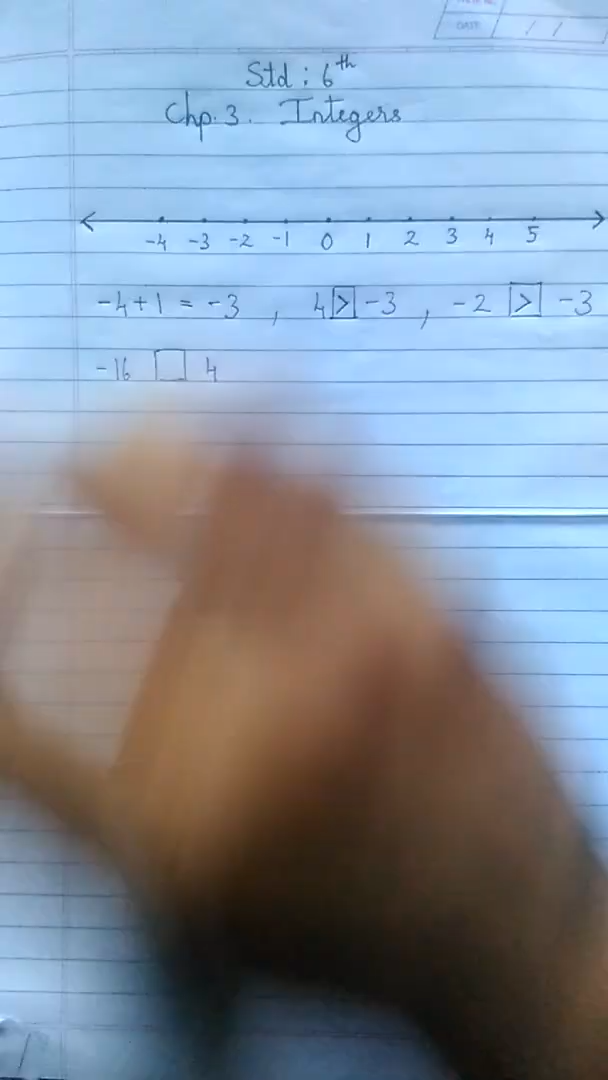 DATE / /
Std : 6th
Chp. 3. Integers
-4 -3 -2 -1 0 1 2 3 4 5
-4+1 = -3 , 4 > -3 , -2 > -3
-16 □ 4